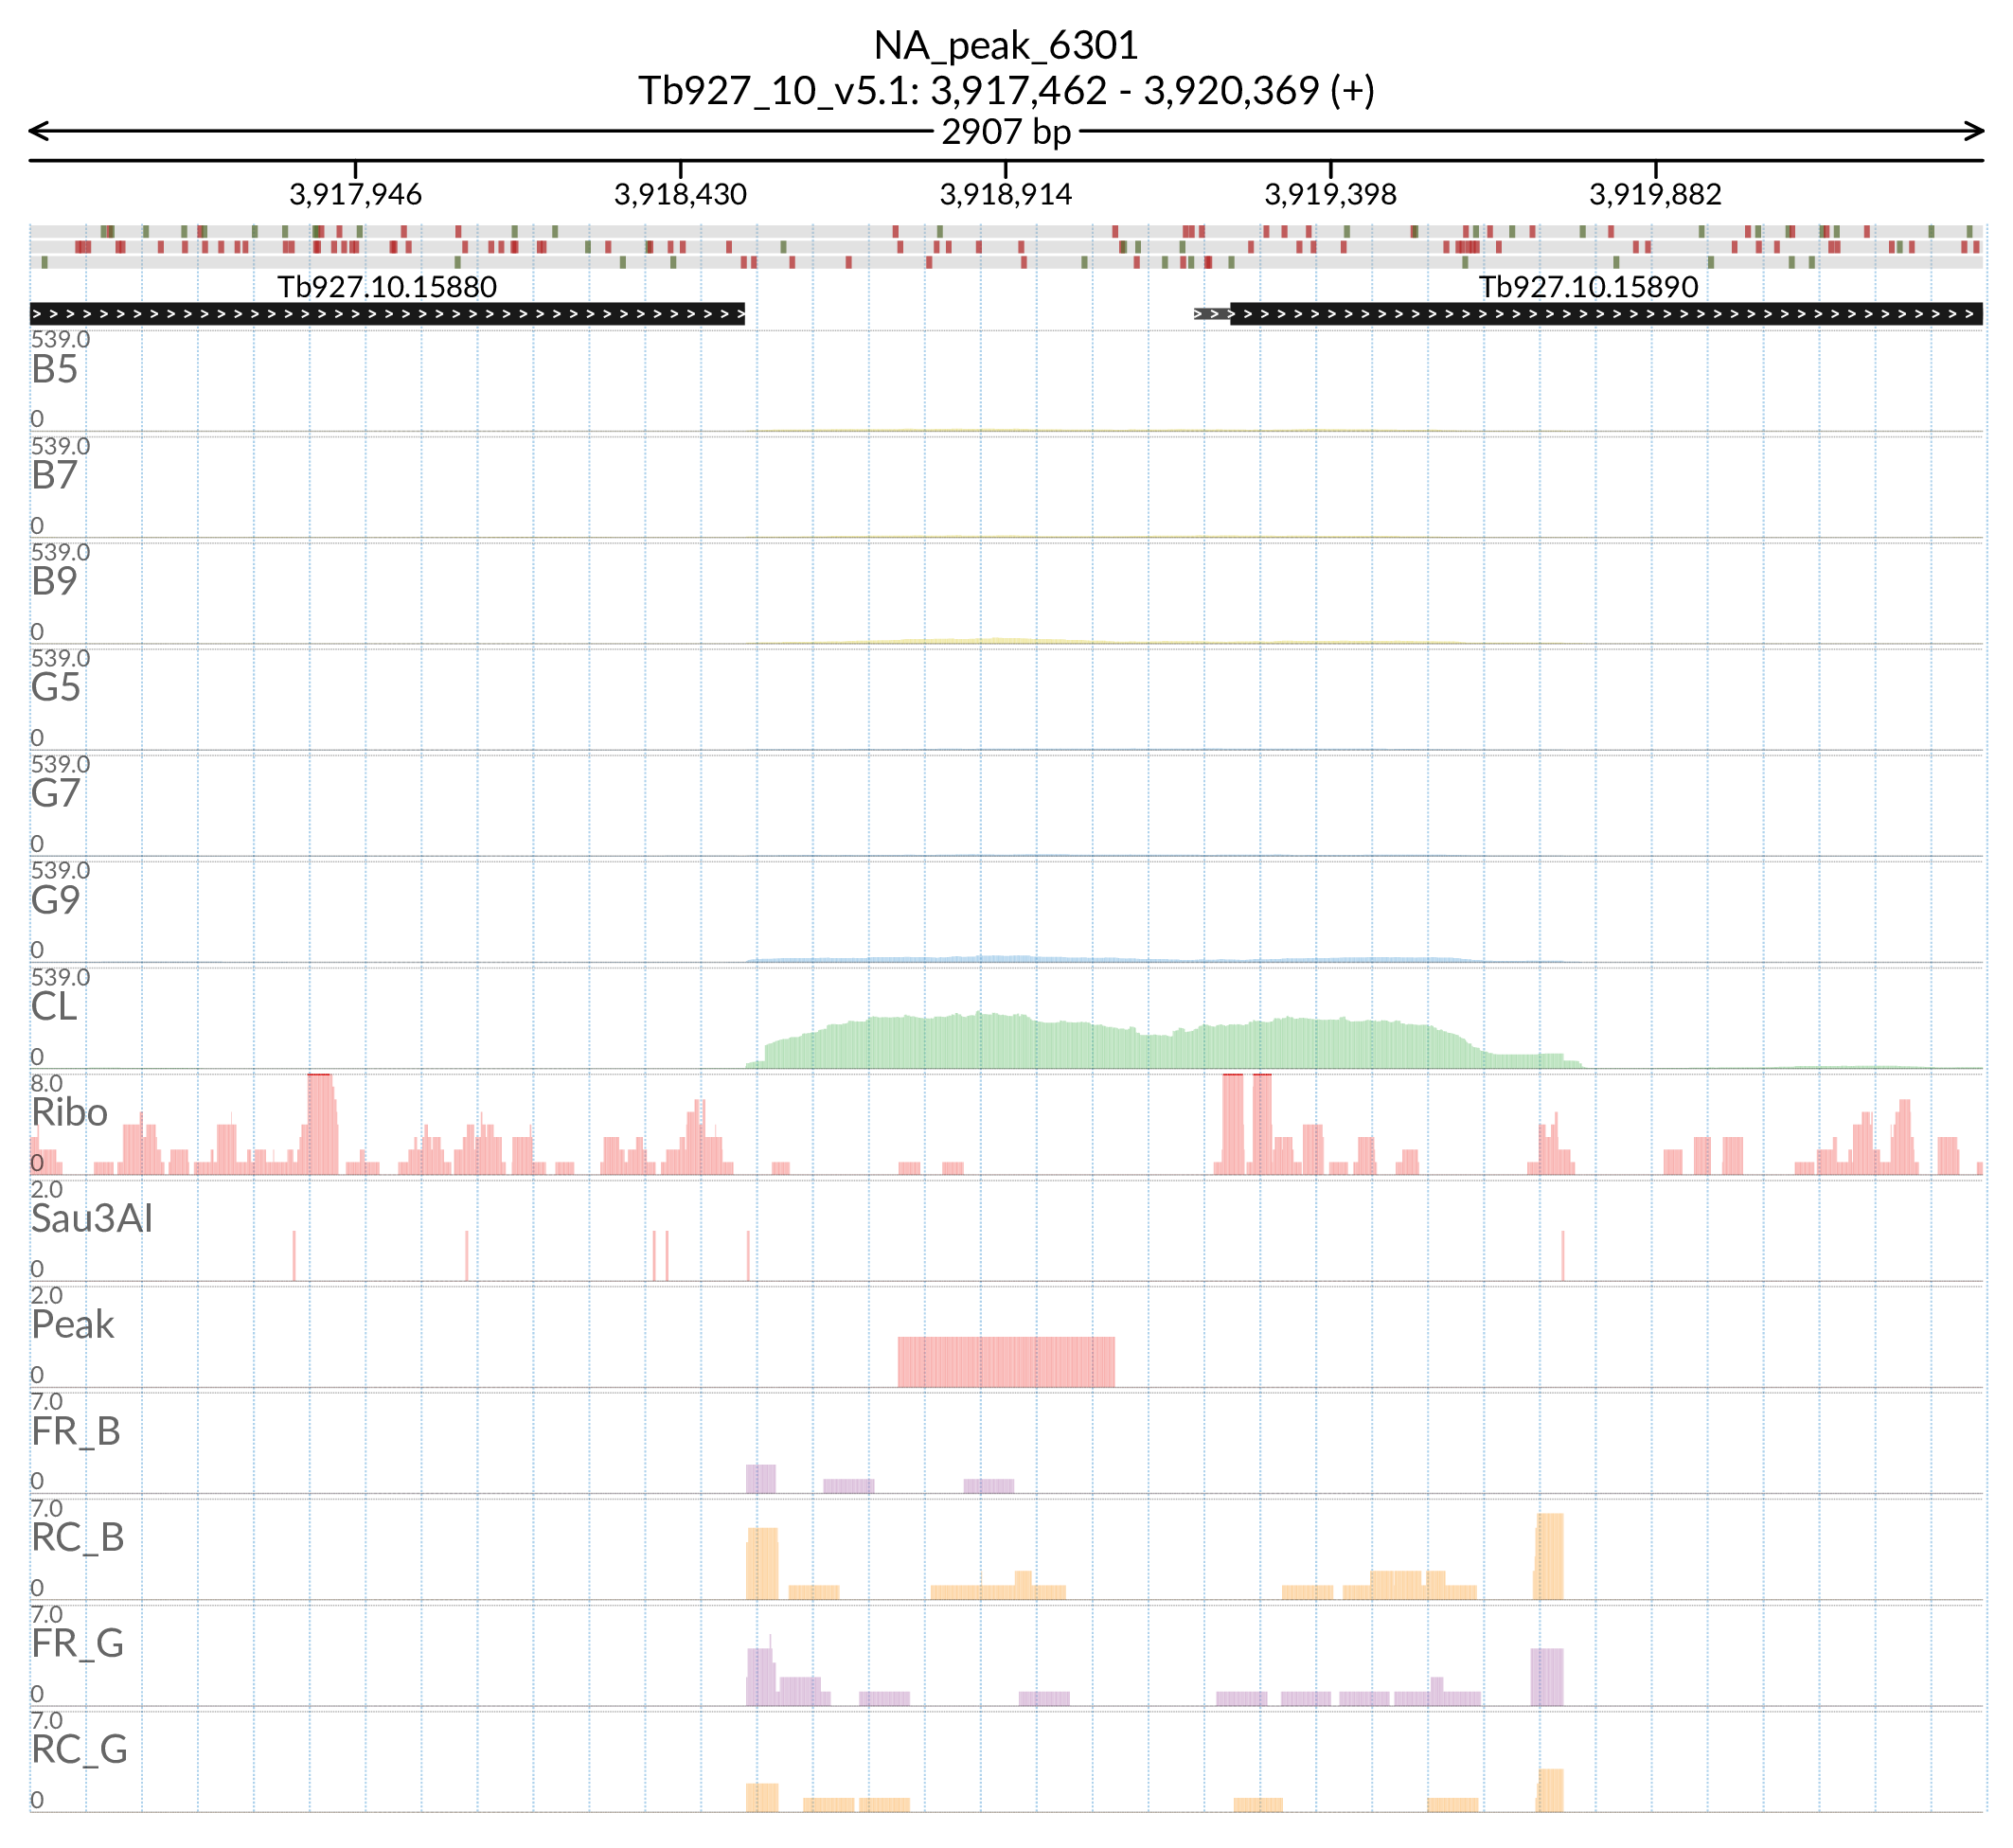 NA_peak_6301
Tb927_10_v5.1: 3,917,462 - 3,920,369 (+)
2907 bp
3,917,946 3,918,430 3,918,914 3,919,398 3,919,882
Tb927.10.15880 Tb927.10.15890
539.0
B5
0
539.0
B7
0
539.0
B9
0
539.0
G5
0
539.0
G7
0
539.0
G9
0
539.0
CL
0
8.0
Ribo
0
2.0
Sau3AI
0
2.0
Peak
0
7.0
FR_B
0
7.0
RC_B
0
7.0
FR_G
0
7.0
RC_G
0